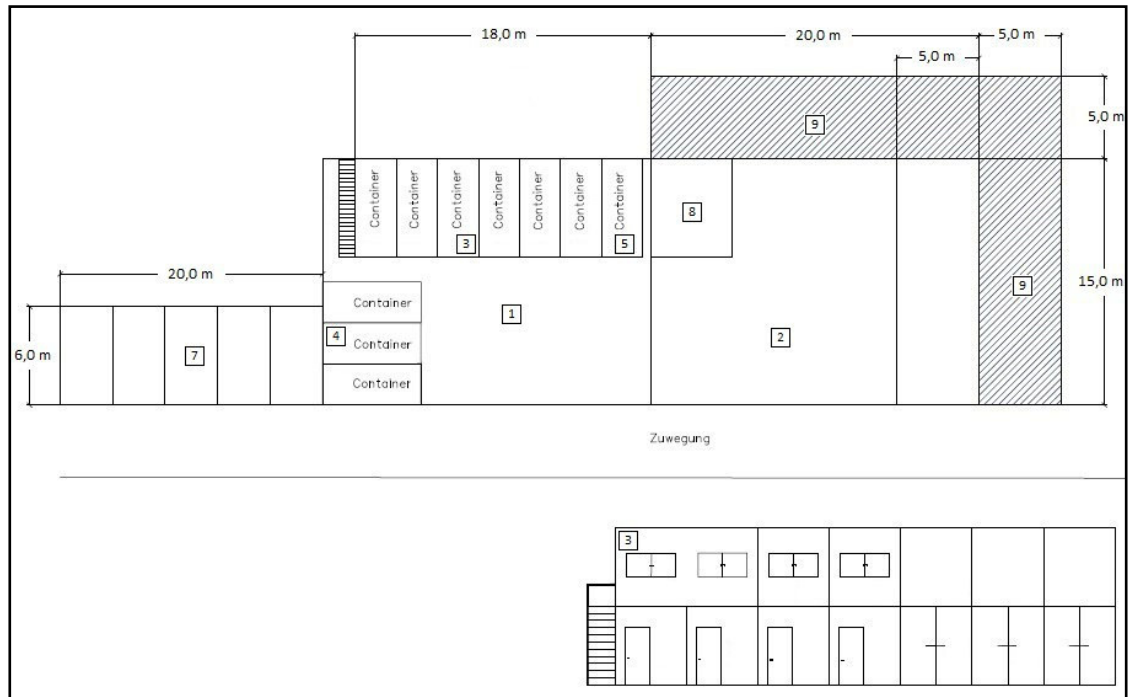 18,0 m
20,0 m
5,0 m
5,0 m
5,0 m
9
Container
Container
Container
Container
Container
Container
Container
3
5
8
20,0 m
15,0 m
9
Container
1
4
Container
2
6,0 m
7
Container
Zuwegung
3